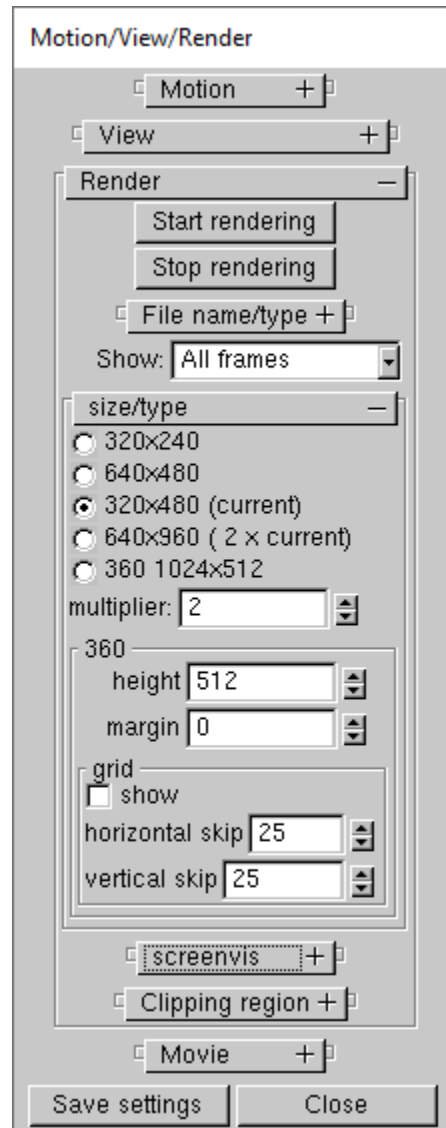 Motion/View/Render
Motion +
View +
Render −
Start rendering
Stop rendering
File name/type +
Show: All frames
size/type −
320x240
640x480
320x480 (current)
640x960 ( 2 x current)
360 1024x512
multiplier: 2
360
height 512
margin 0
grid
show
horizontal skip 25
vertical skip 25
screenvis +
Clipping region +
Movie +
Save settings Close